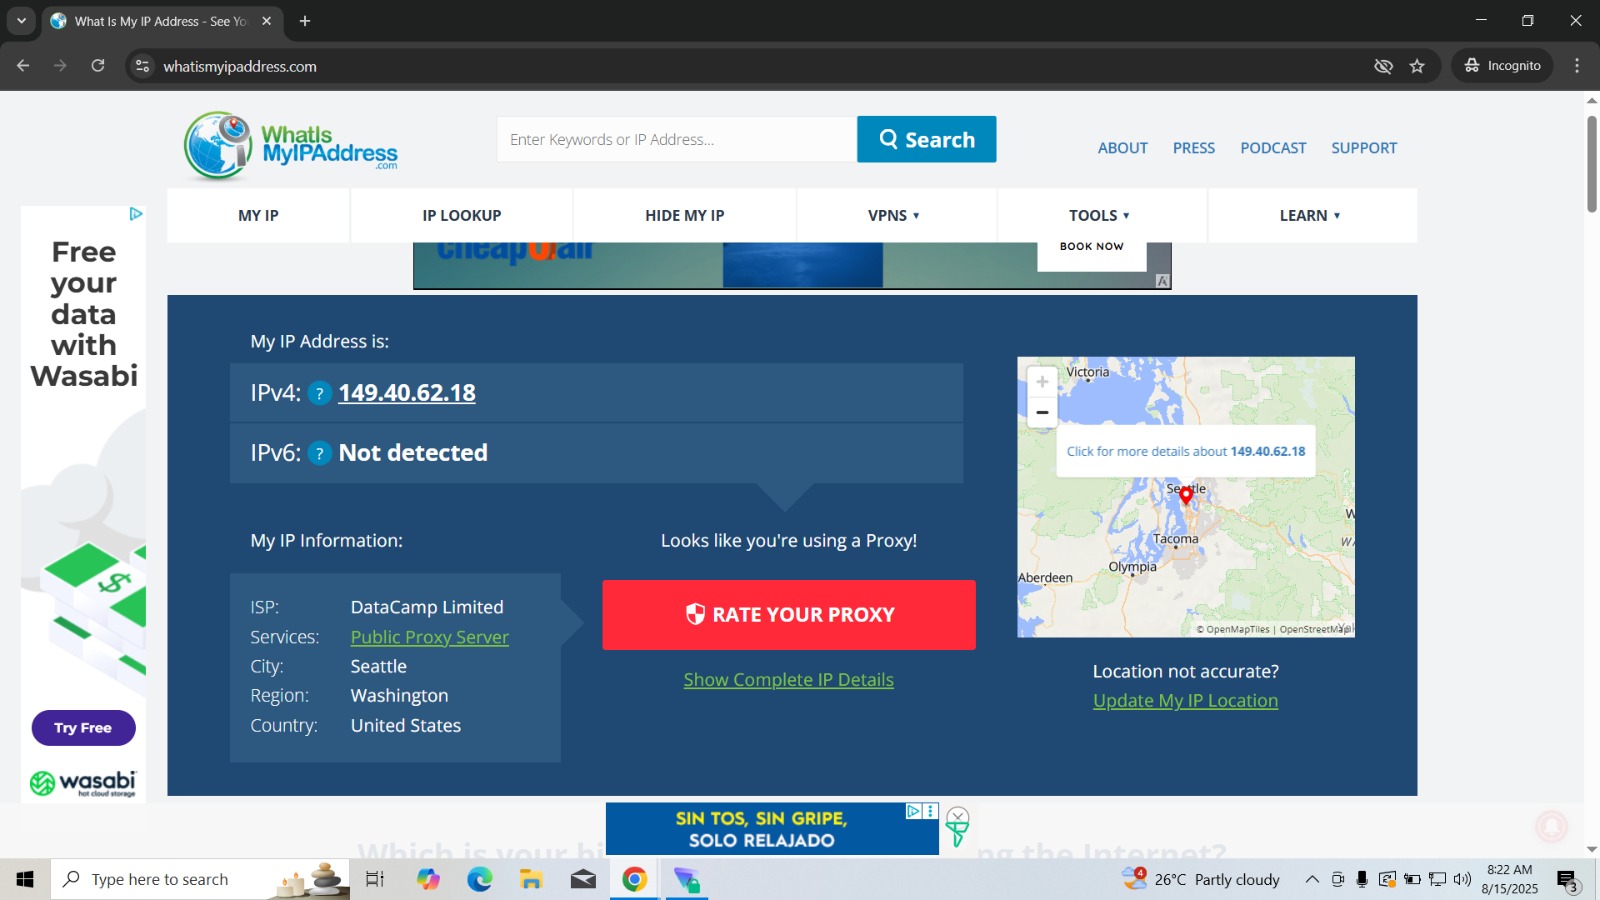 What Is My IP Address - See Yo
whatismyipaddress.com
Incognito
WhatIs
MyIPAddress
.com
Enter Keywords or IP Address...
Search
ABOUT
PRESS
PODCAST
SUPPORT
MY IP
IP LOOKUP
HIDE MY IP
VPNS
TOOLS
LEARN
cheapOair
BOOK NOW
Free
your
data
with
Wasabi
Try Free
wasabi
hot cloud storage
My IP Address is:
IPv4: ? 149.40.62.18
IPv6: ? Not detected
My IP Information:
ISP: DataCamp Limited
Services: Public Proxy Server
City: Seattle
Region: Washington
Country: United States
Looks like you're using a Proxy!
RATE YOUR PROXY
Show Complete IP Details
Victoria
Click for more details about 149.40.62.18
Seattle
Tacoma
Olympia
Aberdeen
© OpenMapTiles | OpenStreetMap
Location not accurate?
Update My IP Location
SIN TOS, SIN GRIPE,
SOLO RELAJADO
Which is your bi
ng the Internet?
Type here to search
4
26°C Partly cloudy
8:22 AM
8/15/2025
3